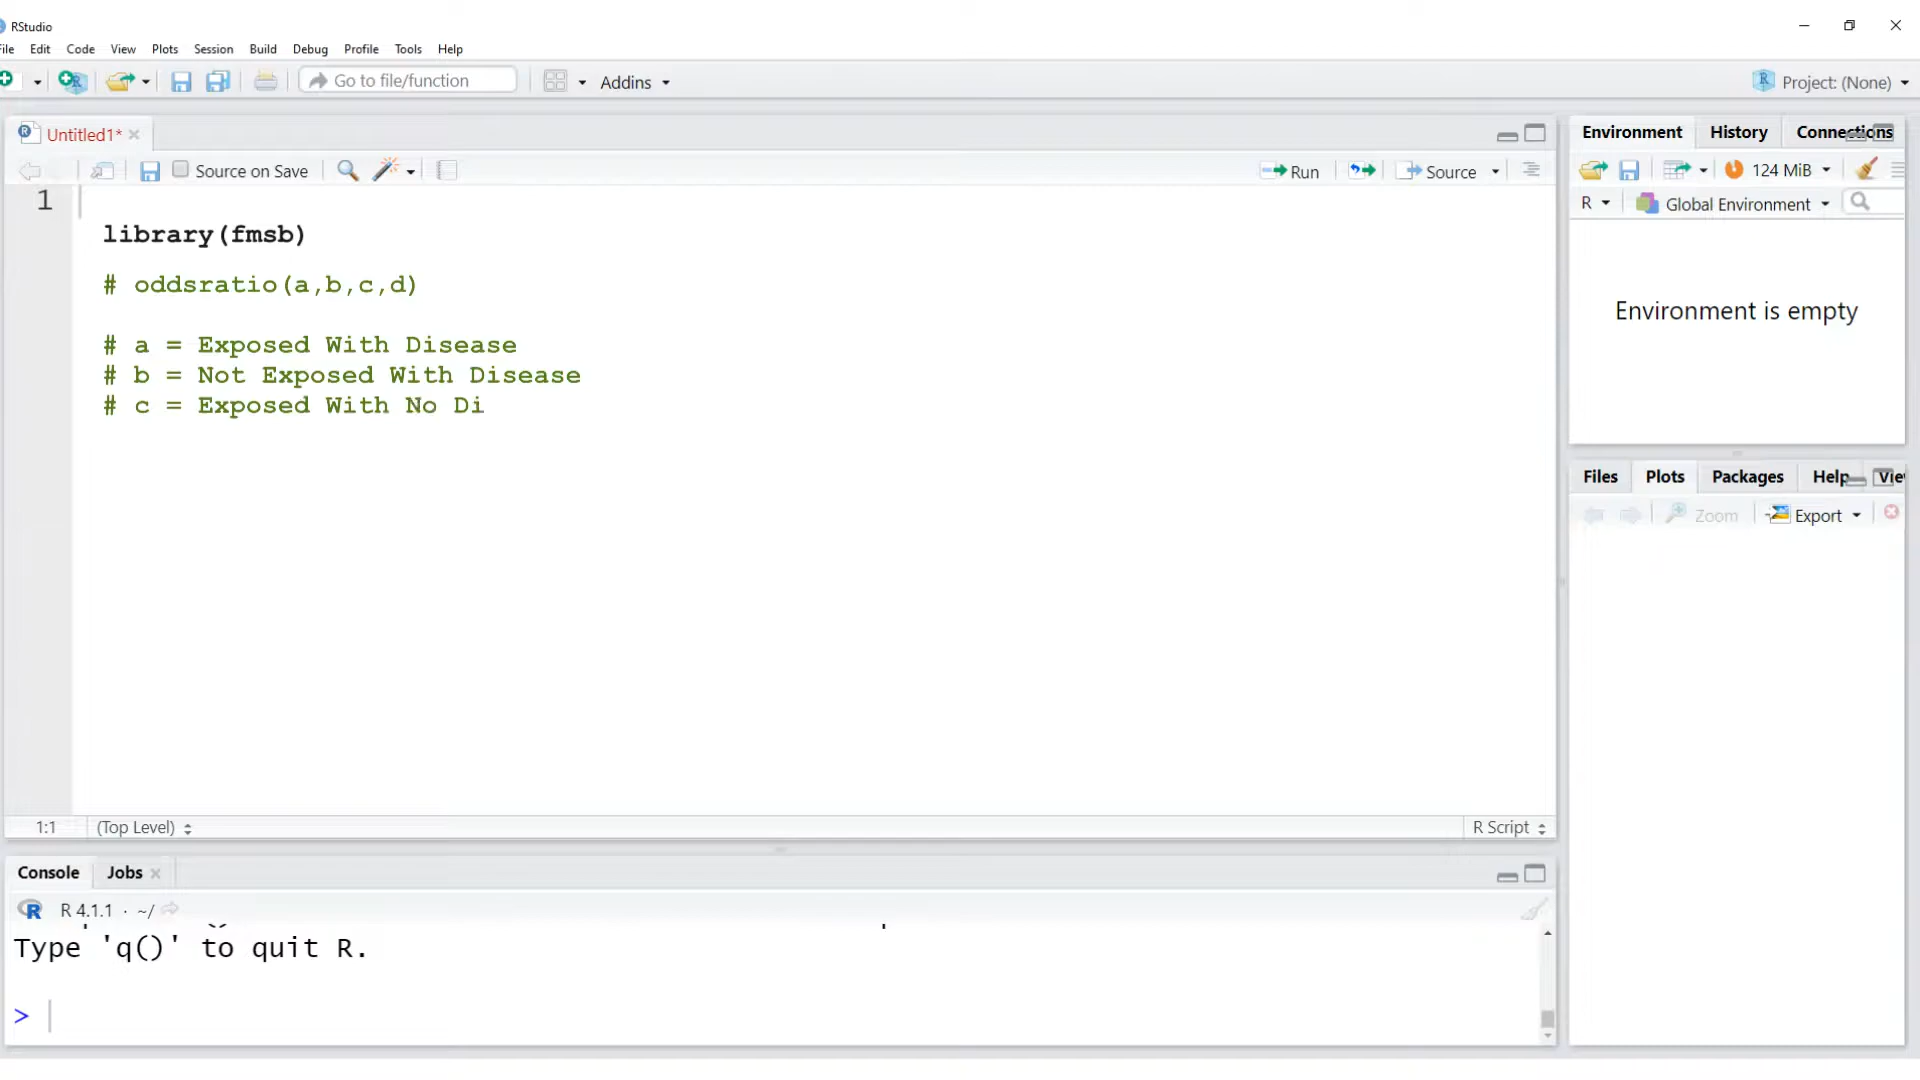 RStudio
File Edit Code View Plots Session Build Debug Profile Tools Help
Go to file/function Addins Project: (None)
Untitled1*
Source on Save Run Source
1
library(fmsb)
# oddsratio(a,b,c,d)
# a = Exposed With Disease
# b = Not Exposed With Disease
# c = Exposed With No Di
1:1 (Top Level) R Script
Console Jobs
R 4.1.1 · ~/
Type 'q()' to quit R.
>
Environment History Connections
124 MiB
R Global Environment
Environment is empty
Files Plots Packages Help Vie
Zoom Export